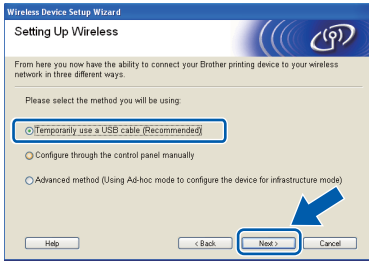 Wireless Device Setup Wizard
Setting Up Wireless
From here you now have the ability to connect your Brother printing device to your wireless
network in three different ways.
Please select the method you will be using:
Temporarily use a USB cable (Recommended)
Configure through the control panel manually
Advanced method (Using Ad-hoc mode to configure the device for infrastructure mode)
Help
< Back
Next >
Cancel